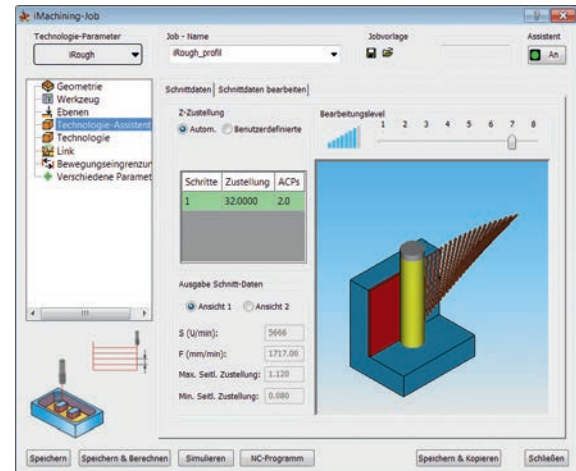 iMachining-Job
Technologie-Parameter
Job - Name
Jobvorlage
Assistent
iRough
iRough_profil
An
Geometrie
Werkzeug
Ebenen
Technologie-Assistent
Technologie
Link
Bewegungseingrenzur
Verschiedene Paramet
Schnittdaten
Schnittdaten bearbeiten
Z-Zustellung
Autom.
Benutzerdefinierte
Bearbeitungslevel
1 2 3 4 5 6 7 8
Schritte Zustellung ACPs
1 32.0000 2.0
Ausgabe Schnitt-Daten
Ansicht 1
Ansicht 2
S (U/min): 5666
F (mm/min): 1717.00
Max. Seitl. Zustellung: 1.120
Min. Seitl. Zustellung: 0.080
Speichern
Speichern & Berechnen
Simulieren
NC-Programm
Speichern & Kopieren
Schließen